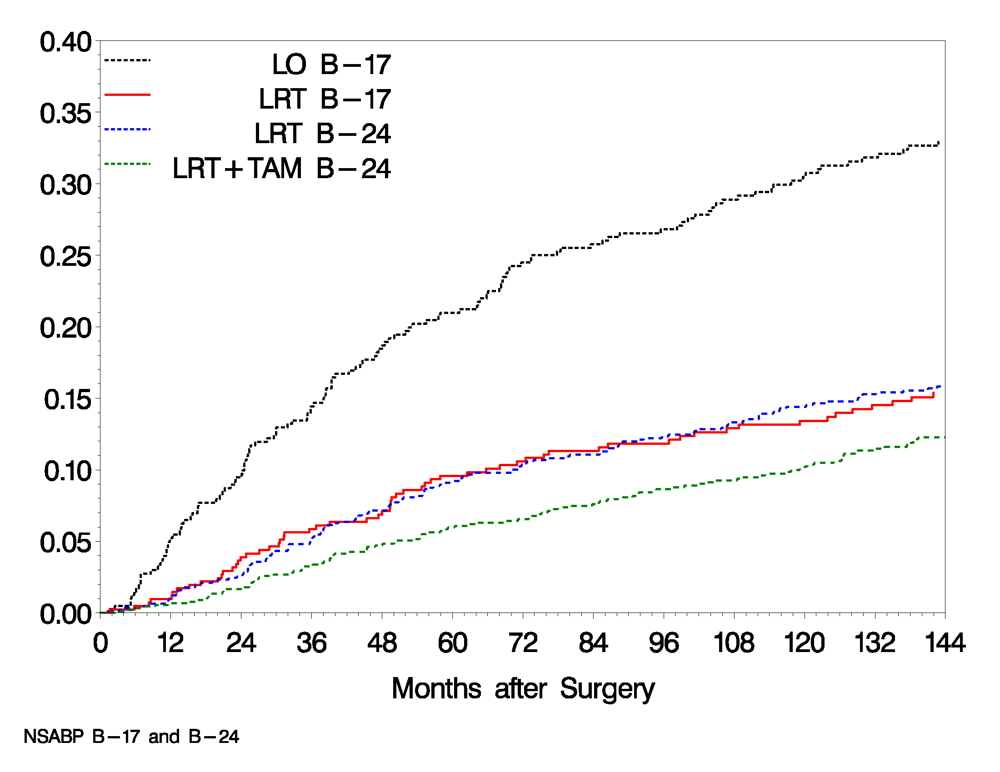 0.40
LO B-17
LRT B-17
0.35
LRT B-24
LRT+TAM B-24
0.30
0.25
0.20
0.15
0.10
0.05
0.00
0 12 24 36 48 60 72 84 96 108 120 132 144
Months after Surgery
NSABP B-17 and B-24